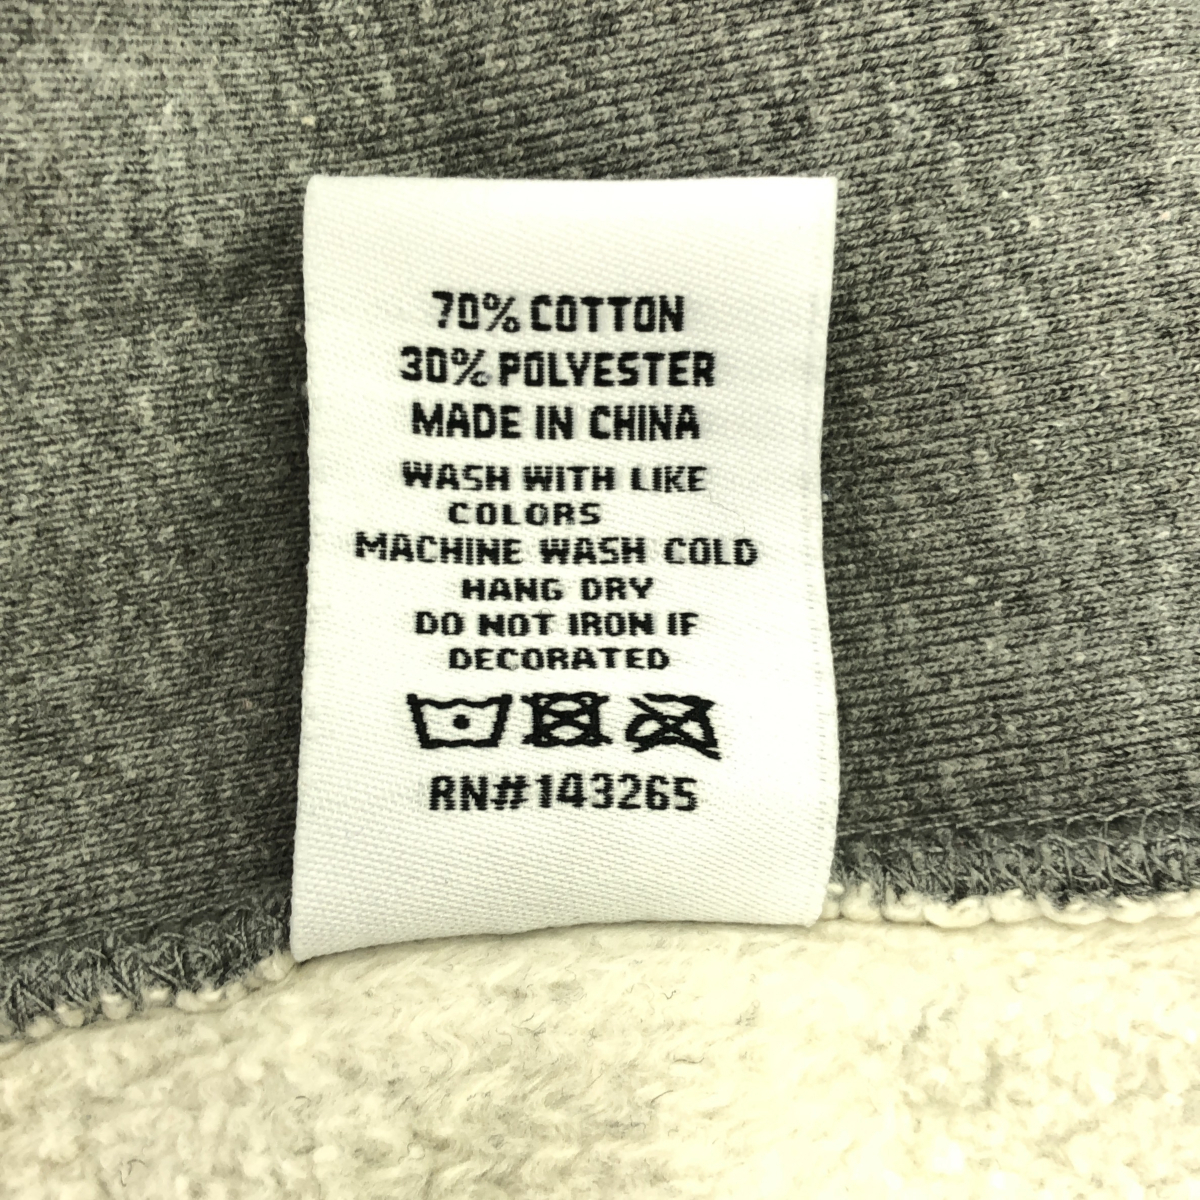 70% COTTON
30% POLYESTER
MADE IN CHINA
WASH WITH LIKE
COLORS
MACHINE WASH COLD
HANG DRY
DO NOT IRON IF
DECORATED
RN#143265